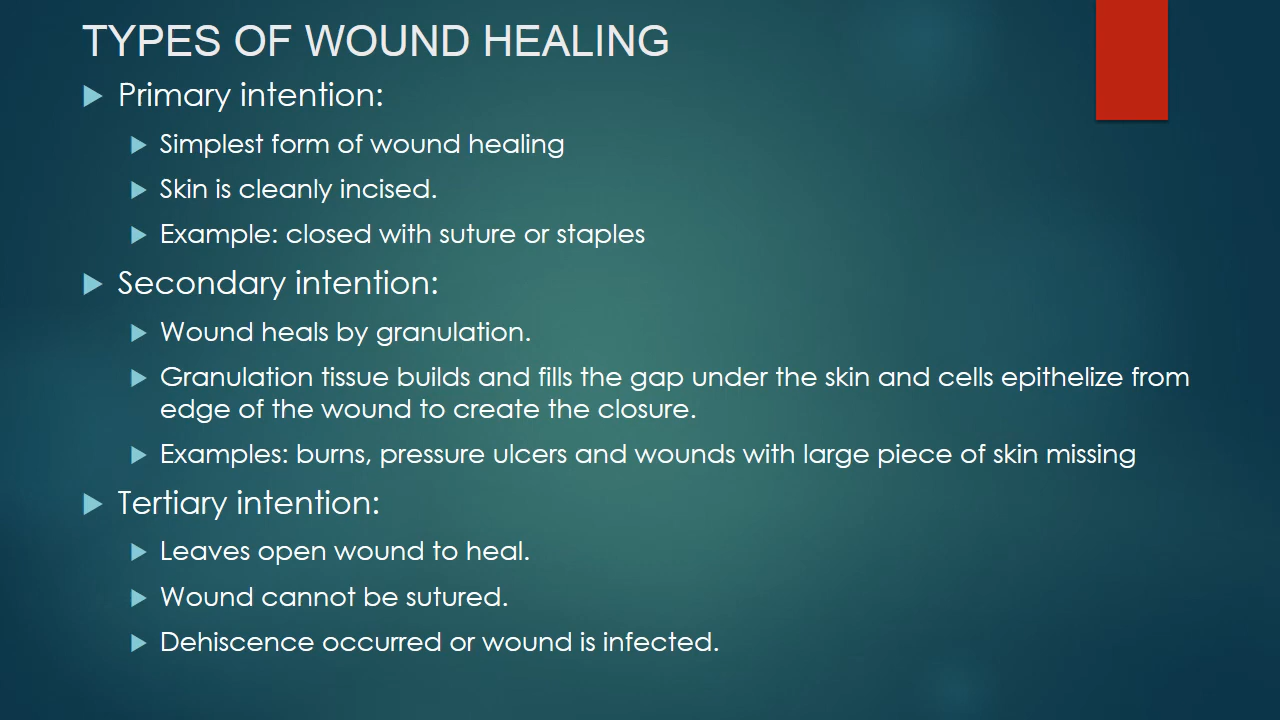 TYPES OF WOUND HEALING
Primary intention:
Simplest form of wound healing
Skin is cleanly incised.
Example: closed with suture or staples
Secondary intention:
Wound heals by granulation.
Granulation tissue builds and fills the gap under the skin and cells epithelize from
edge of the wound to create the closure.
Examples: burns, pressure ulcers and wounds with large piece of skin missing
Tertiary intention:
Leaves open wound to heal.
Wound cannot be sutured.
Dehiscence occurred or wound is infected.